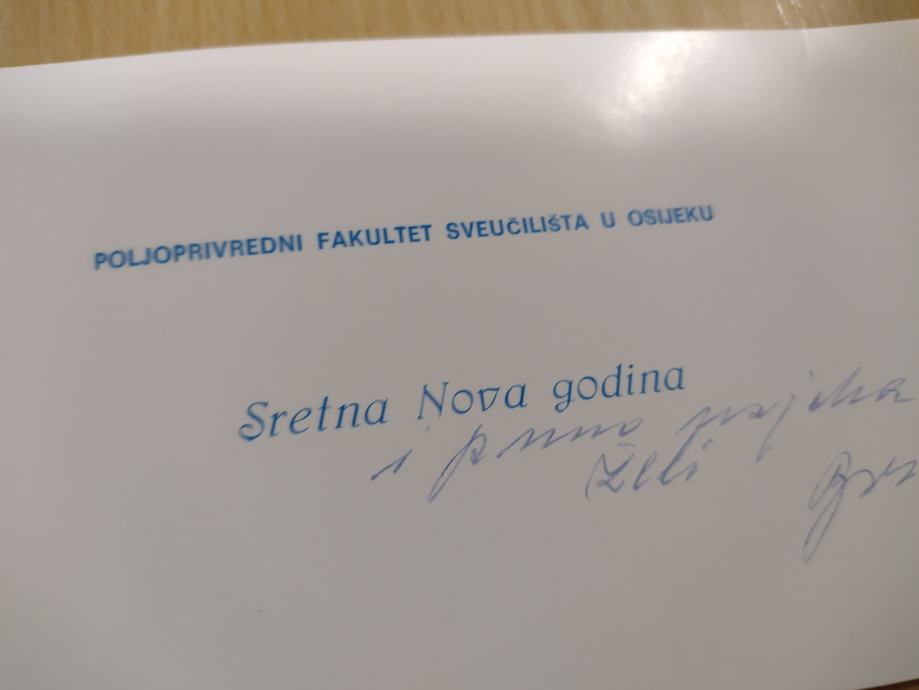 POLJOPRIVREDNI FAKULTET SVEUČILIŠTA U OSIJEKU
Sretna Nova godina
i puno uspjeha
želi